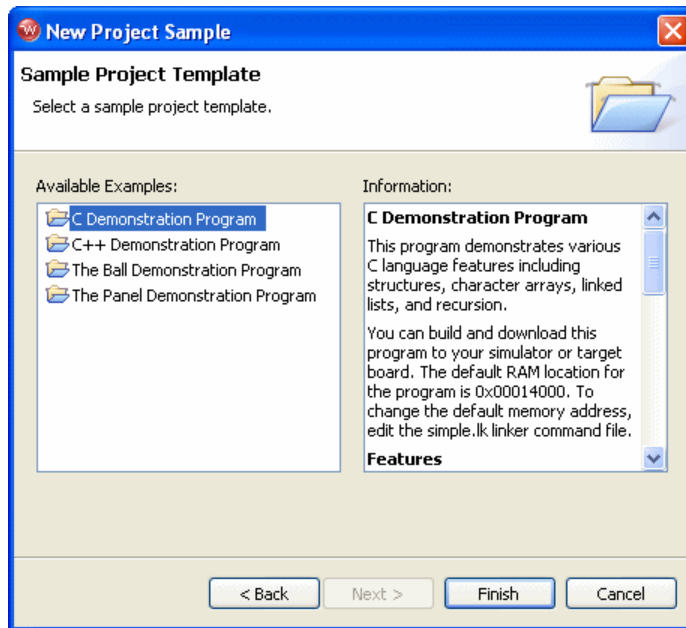 New Project Sample
Sample Project Template
Select a sample project template.
Available Examples:
C Demonstration Program
C++ Demonstration Program
The Ball Demonstration Program
The Panel Demonstration Program
Information:
C Demonstration Program
This program demonstrates various
C language features including
structures, character arrays, linked
lists, and recursion.
You can build and download this
program to your simulator or target
board. The default RAM location for
the program is 0x00014000. To
change the default memory address,
edit the simple.lk linker command file.
Features
< Back
Next >
Finish
Cancel